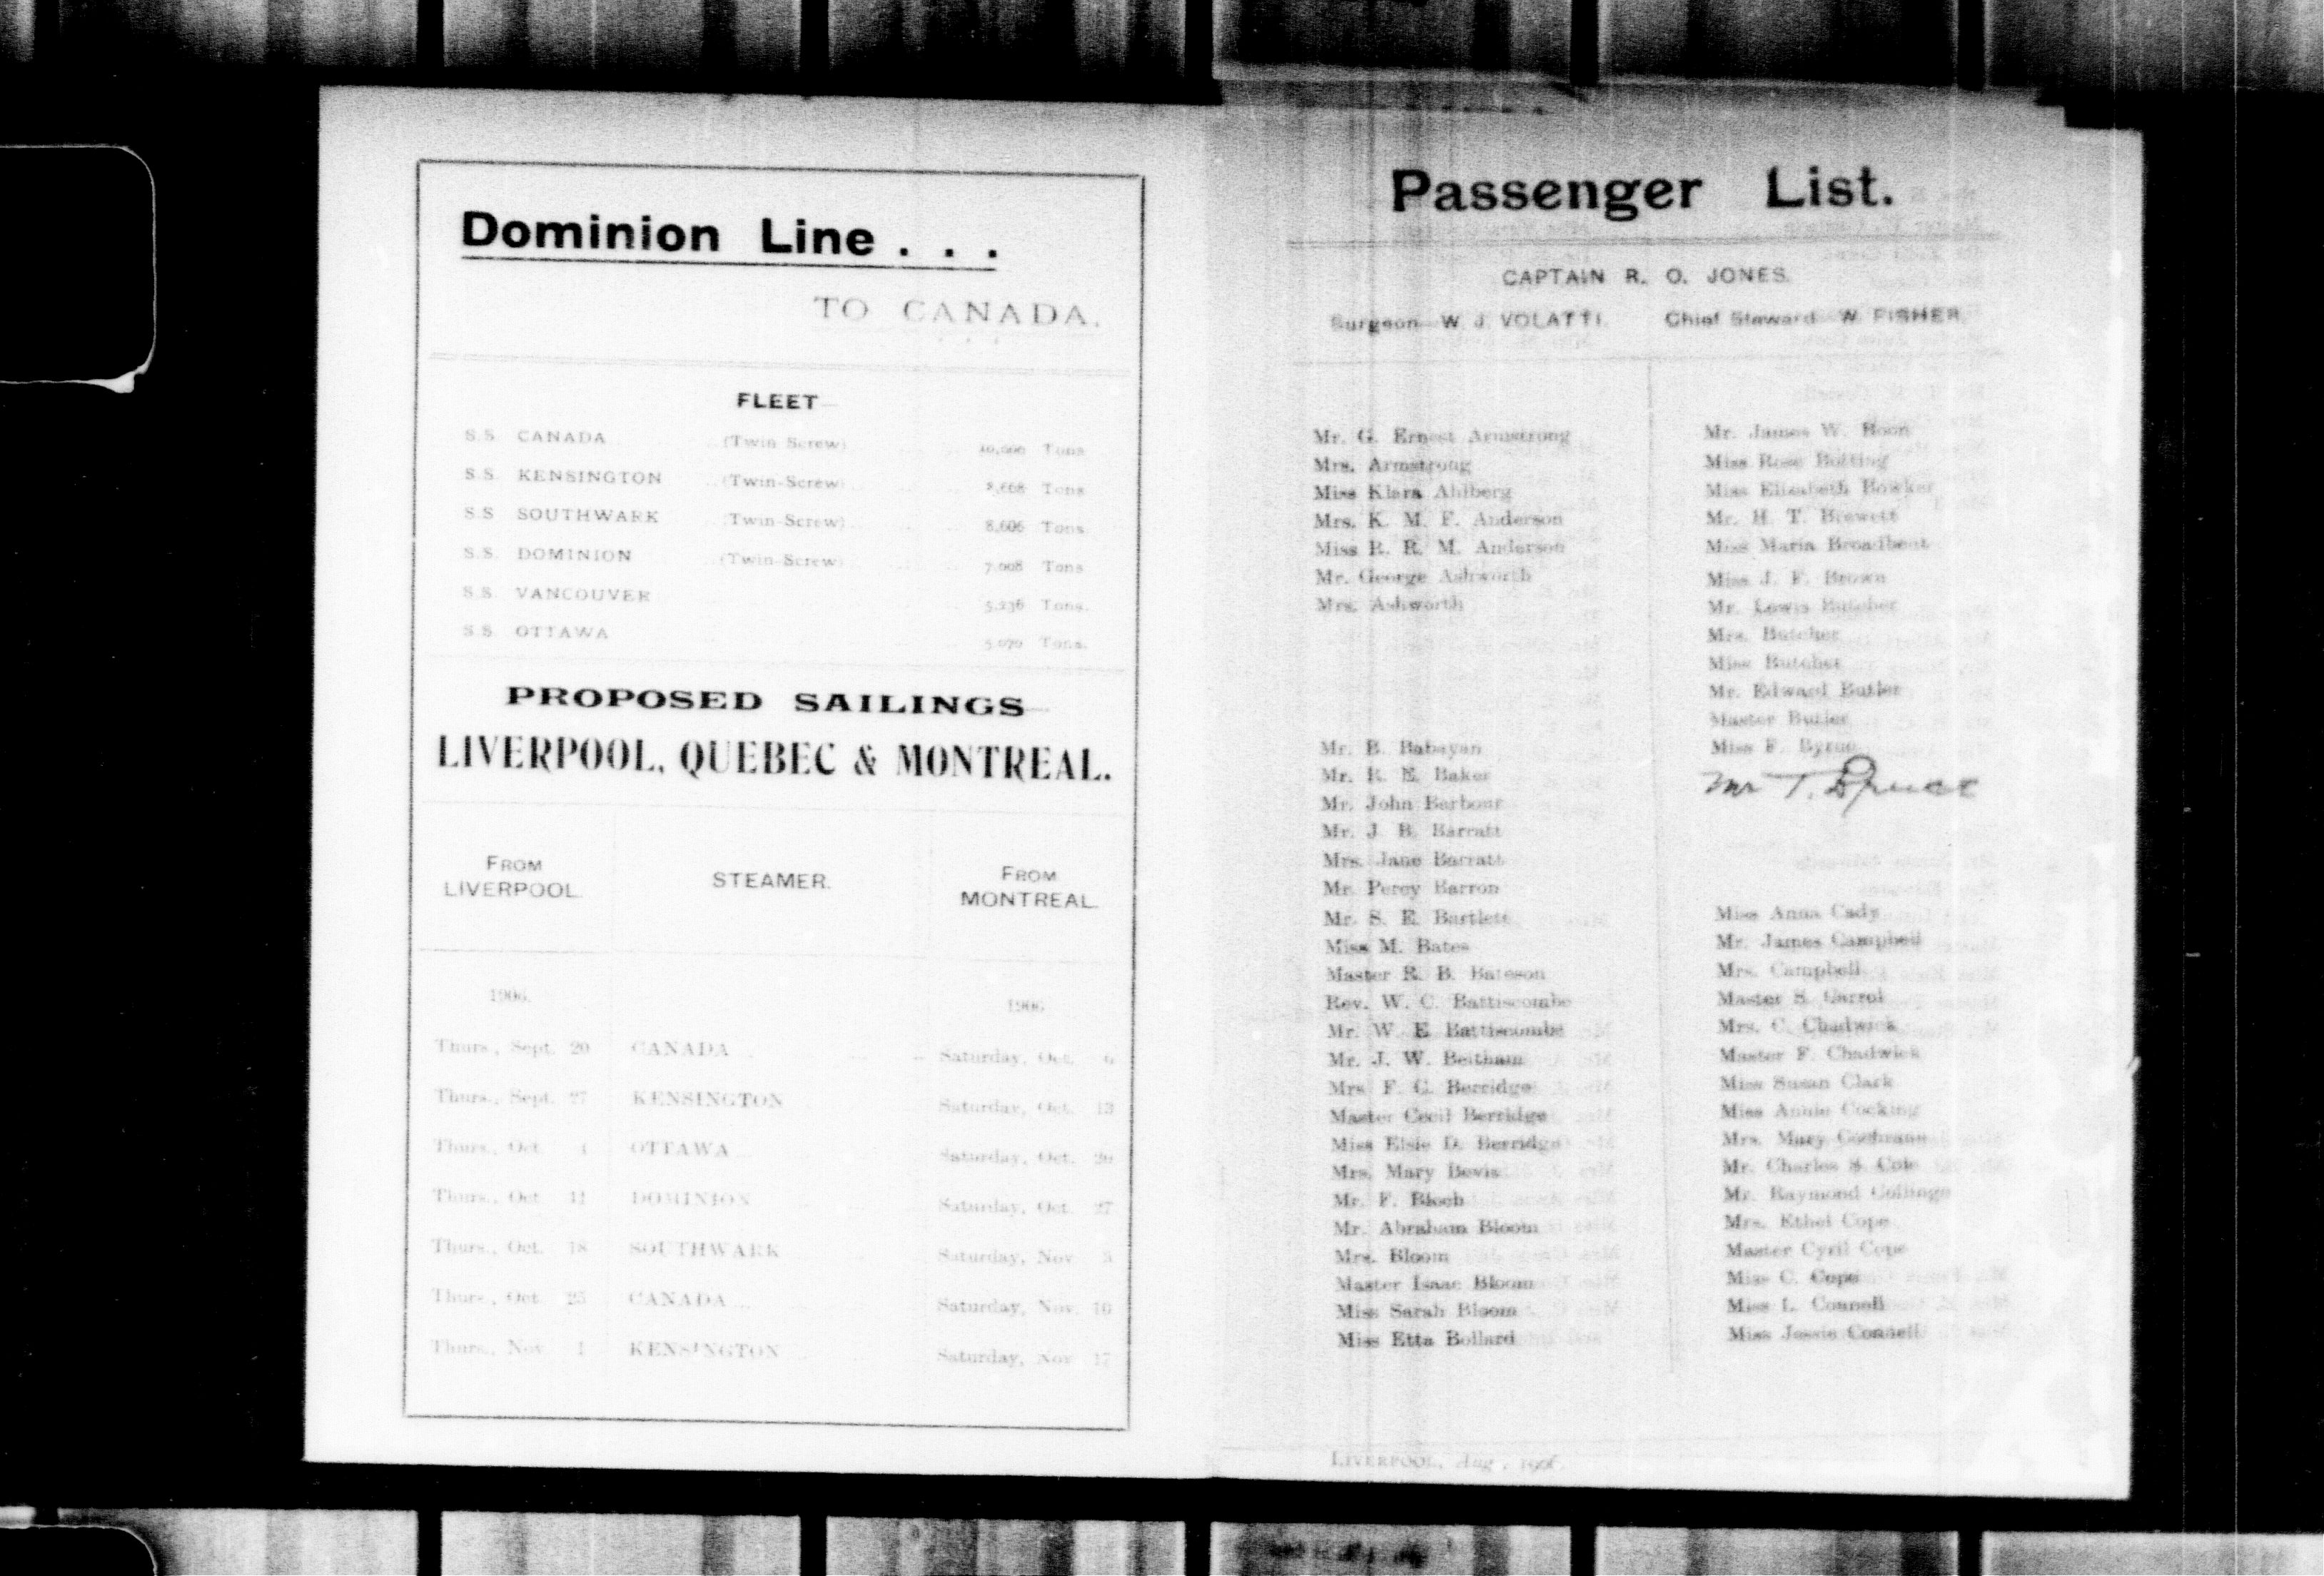 Dominion Line . . .
TO CANADA.
FLEET
S.S. CANADA (Twin Screw) 10,000 Tons
S.S. KENSINGTON (Twin-Screw) 8,668 Tons
S.S. SOUTHWARK (Twin-Screw) 8,606 Tons
S.S. DOMINION (Twin-Screw) Tons
S.S. VANCOUVER Tons.
S.S. OTTAWA 5,070 Tons.
PROPOSED SAILINGS
LIVERPOOL, QUEBEC & MONTREAL.
FROM LIVERPOOL. STEAMER. FROM MONTREAL.
1906. 1906.
Thurs., Sept. 20 CANADA Saturday, Oct. 6
Thurs., Sept. 27 KENSINGTON Saturday, Oct. 13
Thurs., Oct. 4 OTTAWA Saturday, Oct. 20
Thurs., Oct. 11 DOMINION Saturday, Oct. 27
Thurs., Oct. 18 SOUTHWARK Saturday, Nov. 3
Thurs., Oct. 25 CANADA Saturday, Nov. 10
Thurs., Nov. 1 KENSINGTON Saturday, Nov. 17
Passenger List.
CAPTAIN R. O. JONES.
Surgeon W. J. VOLATTI. Chief Steward W. FISHER.
Mr. G. Ernest Armstrong
Mrs. Armstrong
Miss Klara Ahlberg
Mrs. K. M. F. Anderson
Miss R. R. M. Anderson
Mr. George Ashworth
Mrs. Ashworth
Mr. B. Babayan
Mr. R. E. Baker
Mr. John Barbour
Mr. J. B. Barratt
Mrs. Jane Barratt
Mr. Percy Barron
Mr. S. E. Bartlett
Miss M. Bates
Master R. B. Bateson
Rev. W. C. Battiscombe
Mr. W. E. Battiscombe
Mr. J. W. Beitham
Mrs. F. G. Berridge
Master Cecil Berridge
Miss Elsie D. Berridge
Mrs. Mary Bevis
Mr. F. Bloch
Mr. Abraham Bloom
Mrs. Bloom
Master Isaac Bloom
Miss Sarah Bloom
Miss Etta Bollard
Mr. James W. Boon
Miss Rose Botting
Miss Elizabeth Bowker
Mr. H. T. Brewett
Miss Maria Broadbent
Miss J. F. Brown
Mr. Lewis Butcher
Mrs. Butcher
Miss Butcher
Mr. Edward Butler
Master Butler
Miss F. Byrne
Mr T.
Miss Anna Cady
Mr. James Campbell
Mrs. Campbell
Master S. Carrol
Mrs. C. Chadwick
Master F. Chadwick
Miss Susan Clark
Miss Annie Cocking
Mrs. Mary Cochrane
Mr. Charles S. Cole
Mr. Raymond Collinge
Mrs. Ethel Cope
Master Cyril Cope
Miss C. Cope
Miss L. Connell
Miss Jessie Connell
LIVERPOOL, Aug., 1906.